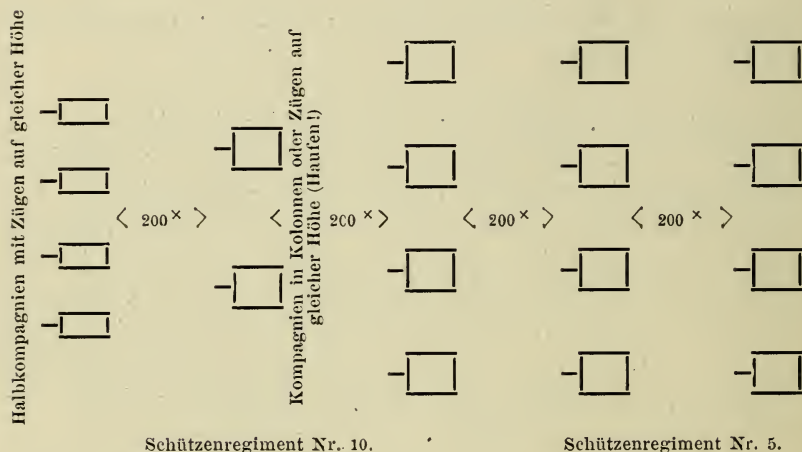 Halbkompagnien mit Zügen auf gleicher Höhe
200 ×
Kompagnien in Kolonnen oder Zügen auf
gleicher Höhe (Haufen!)
200 ×
200 ×
200 ×
Schützenregiment Nr. 10.
Schützenregiment Nr. 5.